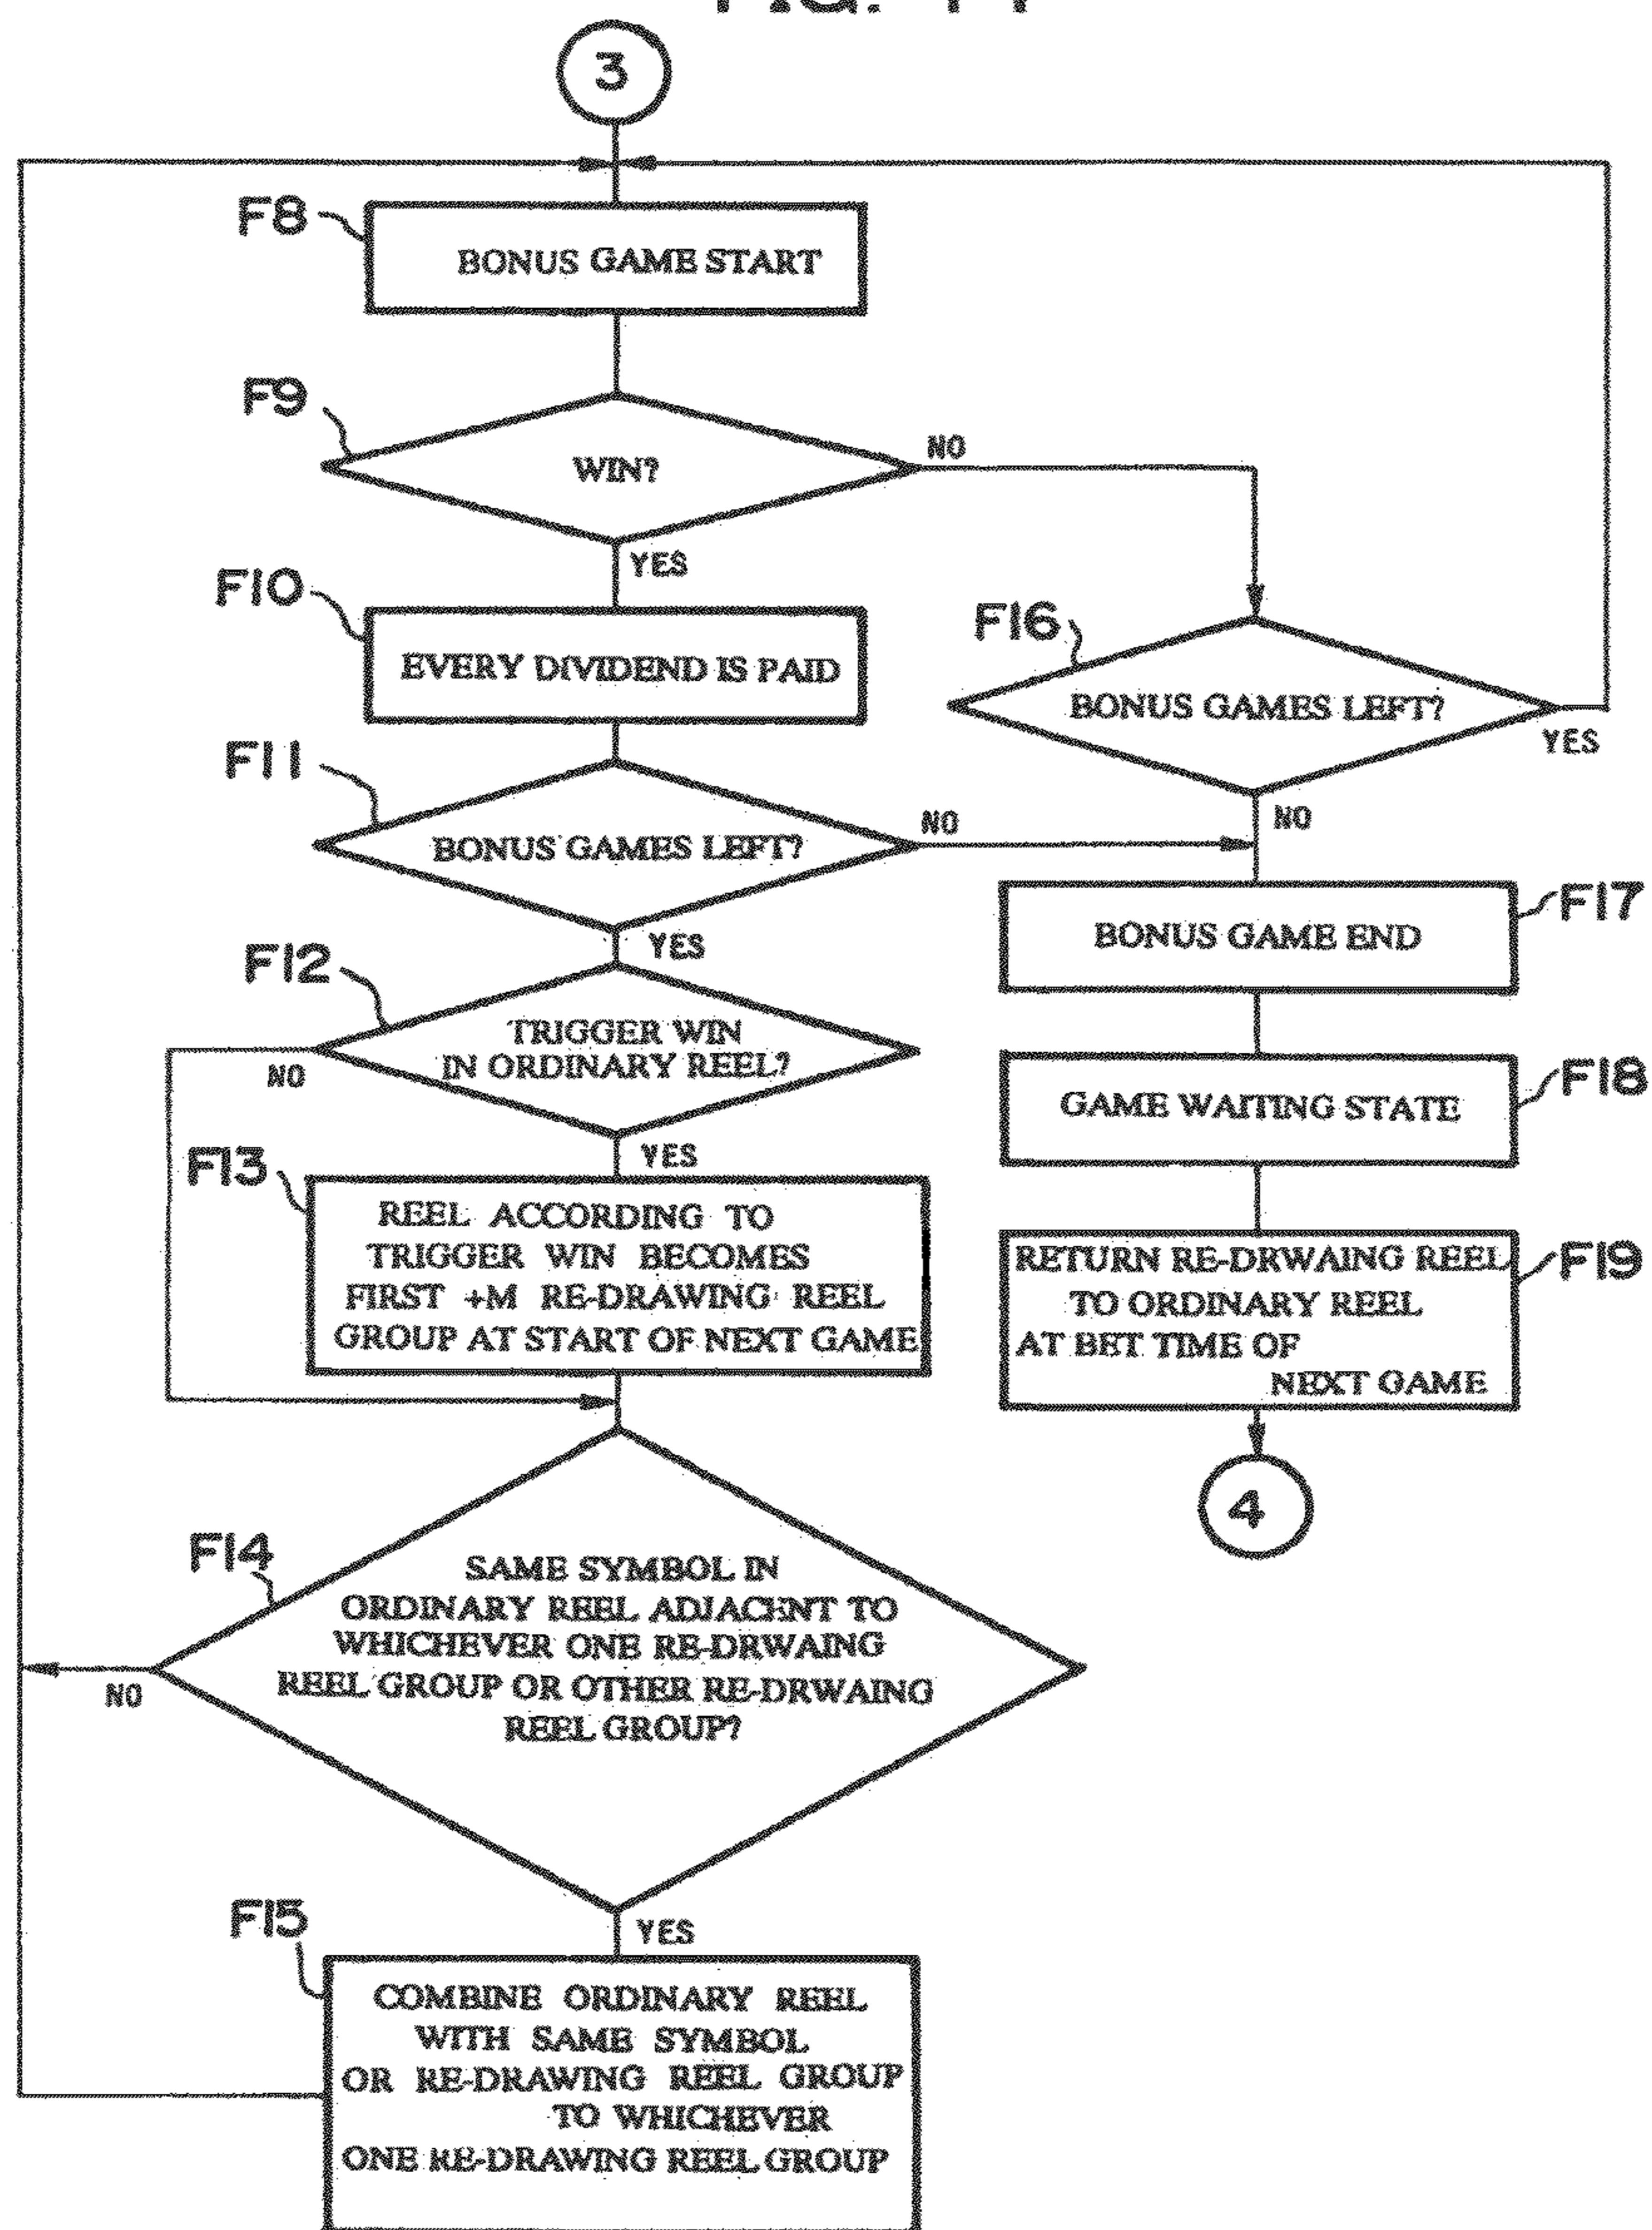 3
F8
BONUS GAME START
F9
WIN?
NO
YES
F10
EVERY DIVIDEND IS PAID
F16
BONUS GAMES LEFT?
YES
NO
F11
BONUS GAMES LEFT?
NO
YES
F17
BONUS GAME END
F12
TRIGGER WIN
IN ORDINARY REEL?
NO
YES
F18
GAME WAITING STATE
F13
REEL ACCORDING TO
TRIGGER WIN BECOMES
FIRST +M RE-DRAWING REEL
GROUP AT START OF NEXT GAME
F19
RETURN RE-DRWAING REEL
TO ORDINARY REEL
AT BET TIME OF
NEXT GAME
4
F14
SAME SYMBOL IN
ORDINARY REEL ADJACENT TO
WHICHEVER ONE RE-DRWAING
REEL GROUP OR OTHER RE-DRWAING
REEL GROUP?
NO
YES
F15
COMBINE ORDINARY REEL
WITH SAME SYMBOL
OR RE-DRAWING REEL GROUP
TO WHICHEVER
ONE RE-DRAWING REEL GROUP